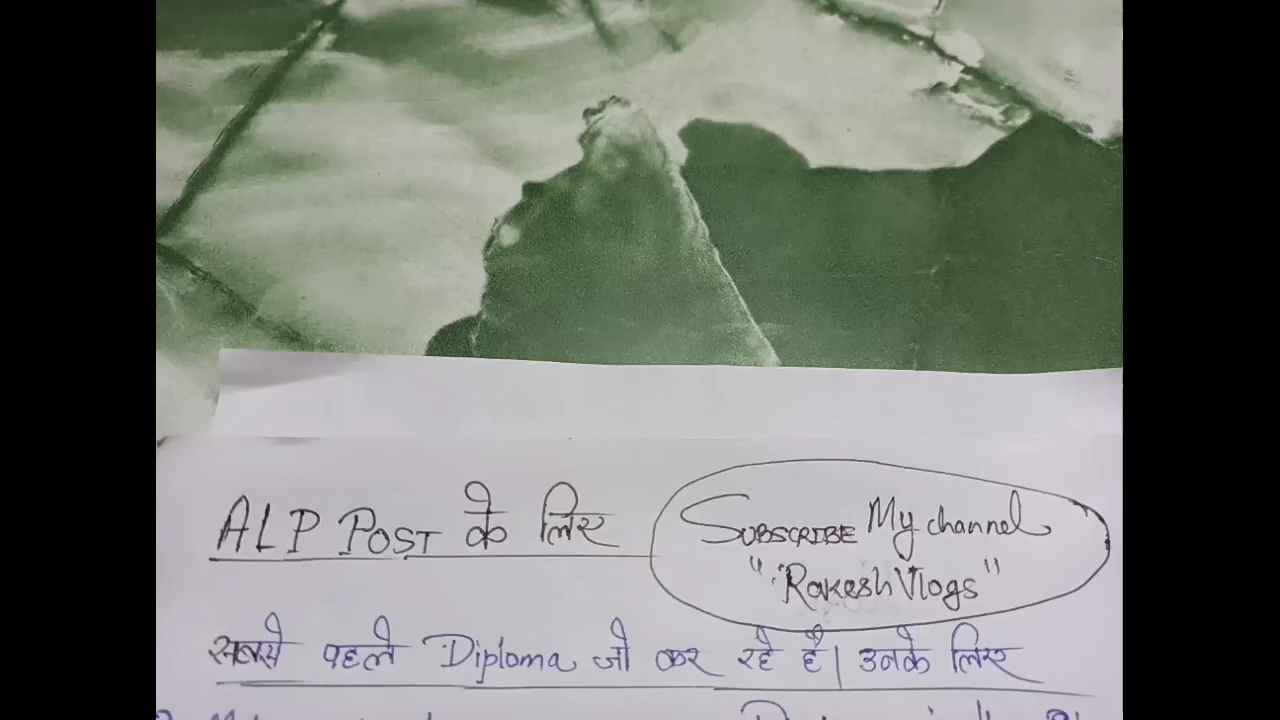 ALP POST के लिए
SUBSCRIBE My channel
"Rakesh Vlogs"
सबसे पहले Diploma जो कर रहे है| उनके लिए